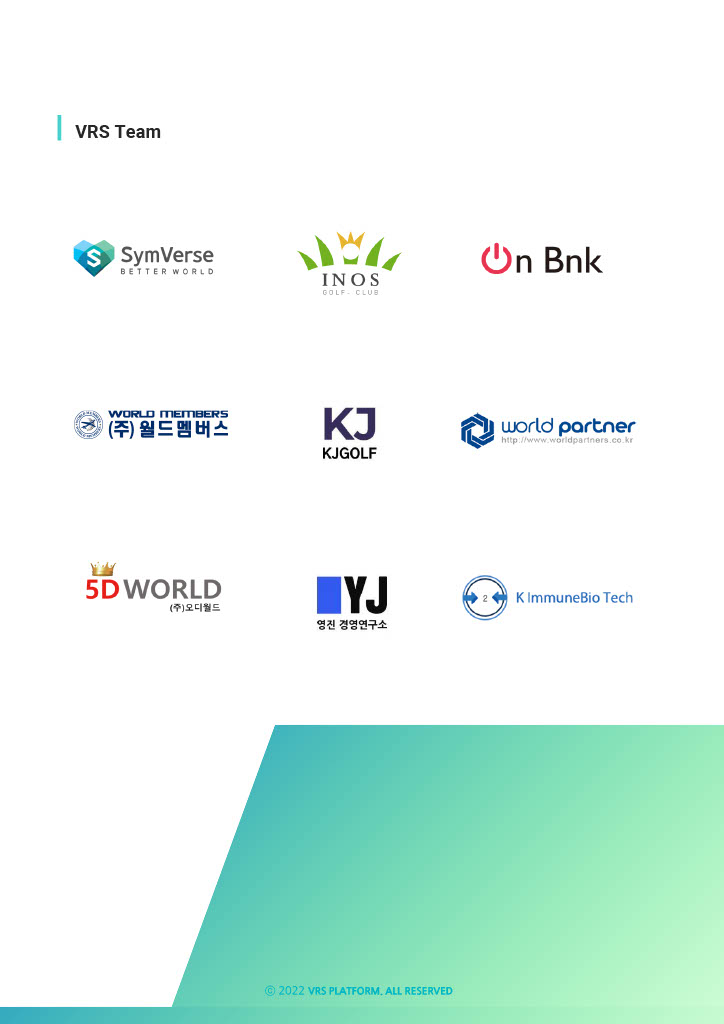 VRS Team
SymVerse
BETTER WORLD
INOS
GOLF · CLUB
On Bnk
WORLD MEMBERS
(주) 월드멤버스
KJ
KJGOLF
world partner
http://www.worldpartners.co.kr
5D WORLD
(주)오디월드
YJ
영진 경영연구소
2
K ImmuneBio Tech
ⓒ 2022 VRS PLATFORM, ALL RESERVED